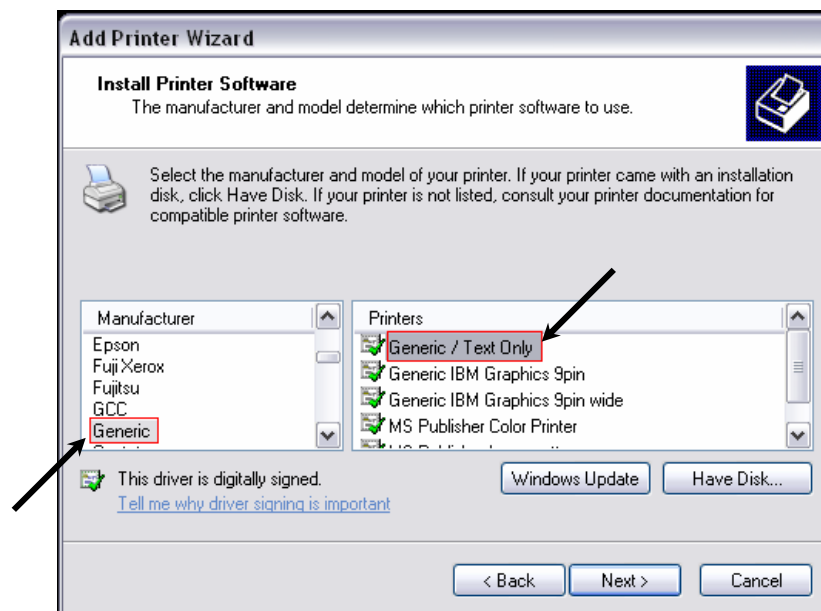 Add Printer Wizard
Install Printer Software
The manufacturer and model determine which printer software to use.
Select the manufacturer and model of your printer. If your printer came with an installation
disk, click Have Disk. If your printer is not listed, consult your printer documentation for
compatible printer software.
Manufacturer
Epson
Fuji Xerox
Fujitsu
GCC
Generic
Printers
Generic / Text Only
Generic IBM Graphics 9pin
Generic IBM Graphics 9pin wide
MS Publisher Color Printer
This driver is digitally signed.
Tell me why driver signing is important
Windows Update
Have Disk...
< Back
Next >
Cancel